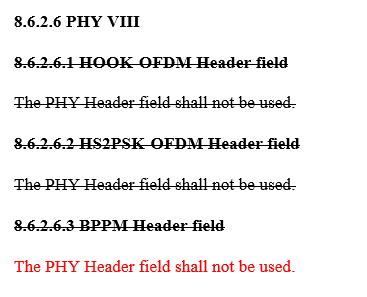 8.6.2.6 PHY VIII
8.6.2.6.1 HOOK-OFDM Header field
The PHY Header field shall not be used.
8.6.2.6.2 HS2PSK-OFDM Header field
The PHY Header field shall not be used.
8.6.2.6.3 BPPM Header field
The PHY Header field shall not be used.